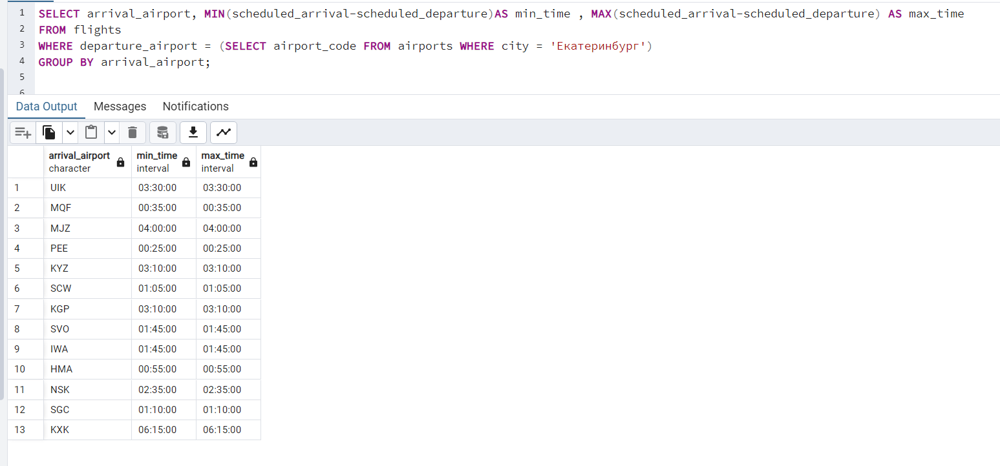 1 SELECT arrival_airport, MIN(scheduled_arrival-scheduled_departure)AS min_time , MAX(scheduled_arrival-scheduled_departure) AS max_time
2 FROM flights
3 WHERE departure_airport = (SELECT airport_code FROM airports WHERE city = 'Екатеринбург')
4 GROUP BY arrival_airport;
5
6
Data Output Messages Notifications
arrival_airport min_time max_time
character interval interval
1 UIK 03:30:00 03:30:00
2 MQF 00:35:00 00:35:00
3 MJZ 04:00:00 04:00:00
4 PEE 00:25:00 00:25:00
5 KYZ 03:10:00 03:10:00
6 SCW 01:05:00 01:05:00
7 KGP 03:10:00 03:10:00
8 SVO 01:45:00 01:45:00
9 IWA 01:45:00 01:45:00
10 HMA 00:55:00 00:55:00
11 NSK 02:35:00 02:35:00
12 SGC 01:10:00 01:10:00
13 KXK 06:15:00 06:15:00